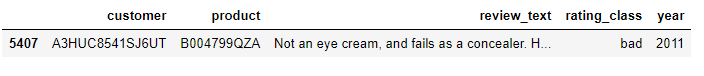 customer product review_text rating_class year
5407 A3HUC8541SJ6UT B004799QZA Not an eye cream, and fails as a concealer. H... bad 2011